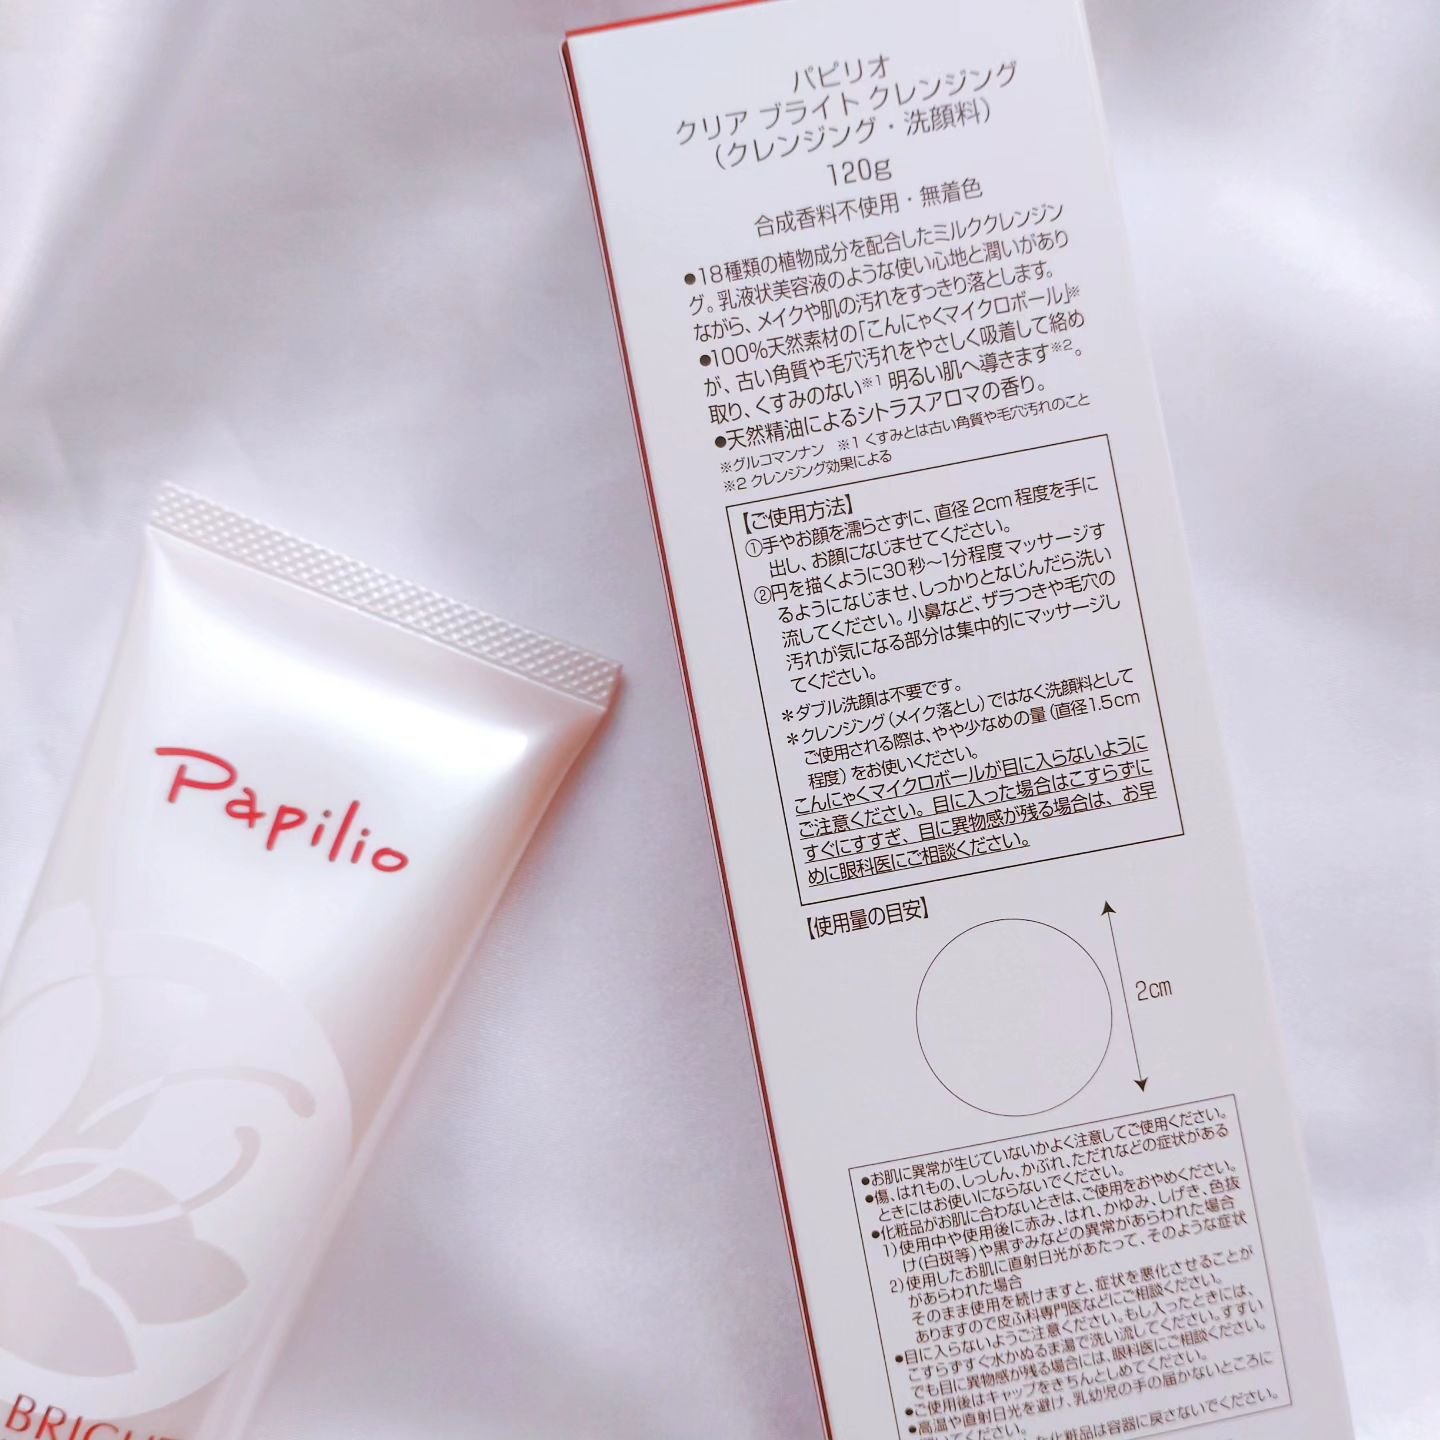 パピリオ
クリア ブライト クレンジング
(クレンジング・洗顔料)
120g
合成香料不使用・無着色
●18種類の植物成分を配合したミルククレンジン
グ。乳液状美容液のような使い心地と潤いがあり
ながら、メイクや肌の汚れをすっきり落とします。
●100%天然素材の「こんにゃくマイクロボール」※
が、古い角質や毛穴汚れをやさしく吸着して絡め
取り、くすみのない※1 明るい肌へ導きます※2。
●天然精油によるシトラスアロマの香り。
※グルコマンナン ※1 くすみとは古い角質や毛穴汚れのこと
※2 クレンジング効果による
【ご使用方法】
①手やお顔を濡らさずに、直径2cm程度を手に
出し、お顔になじませてください。
②円を描くように30秒〜1分程度マッサージす
るようになじませ、しっかりとなじんだら洗い
流してください。小鼻など、ザラつきや毛穴の
汚れが気になる部分は集中的にマッサージし
てください。
＊ダブル洗顔は不要です。
＊クレンジング(メイク落とし)ではなく洗顔料として
ご使用される際は、やや少なめの量(直径1.5cm
程度)をお使いください。
こんにゃくマイクロボールが目に入らないように
ご注意ください。目に入った場合はこすらずに
すぐにすすぎ、目に異物感が残る場合は、お早
めに眼科医にご相談ください。
【使用量の目安】
2cm
●お肌に異常が生じていないかよく注意してご使用ください。
●傷、はれもの、しっしん、かぶれ、ただれなどの症状がある
ときにはお使いにならないでください。
●化粧品がお肌に合わないときは、ご使用をおやめください。
1)使用中や使用後に赤み、はれ、かゆみ、しげき、色抜
け(白斑等)や黒ずみなどの異常があらわれた場合
2)使用したお肌に直射日光があたって、そのような症状
があらわれた場合
そのまま使用を続けますと、症状を悪化させることが
ありますので皮ふ科専門医などにご相談ください。
●目に入らないようご注意ください。もし入ったときには、
こすらずすぐ水かぬるま湯で洗い流してください。すすい
でも目に異物感が残る場合には、眼科医にご相談ください。
●ご使用後はキャップをきちんとしめてください。
●高温や直射日光を避け、乳幼児の手の届かないところに
いてください。
た化粧品は容器に戻さないでください。
Papilio
BRIGHT